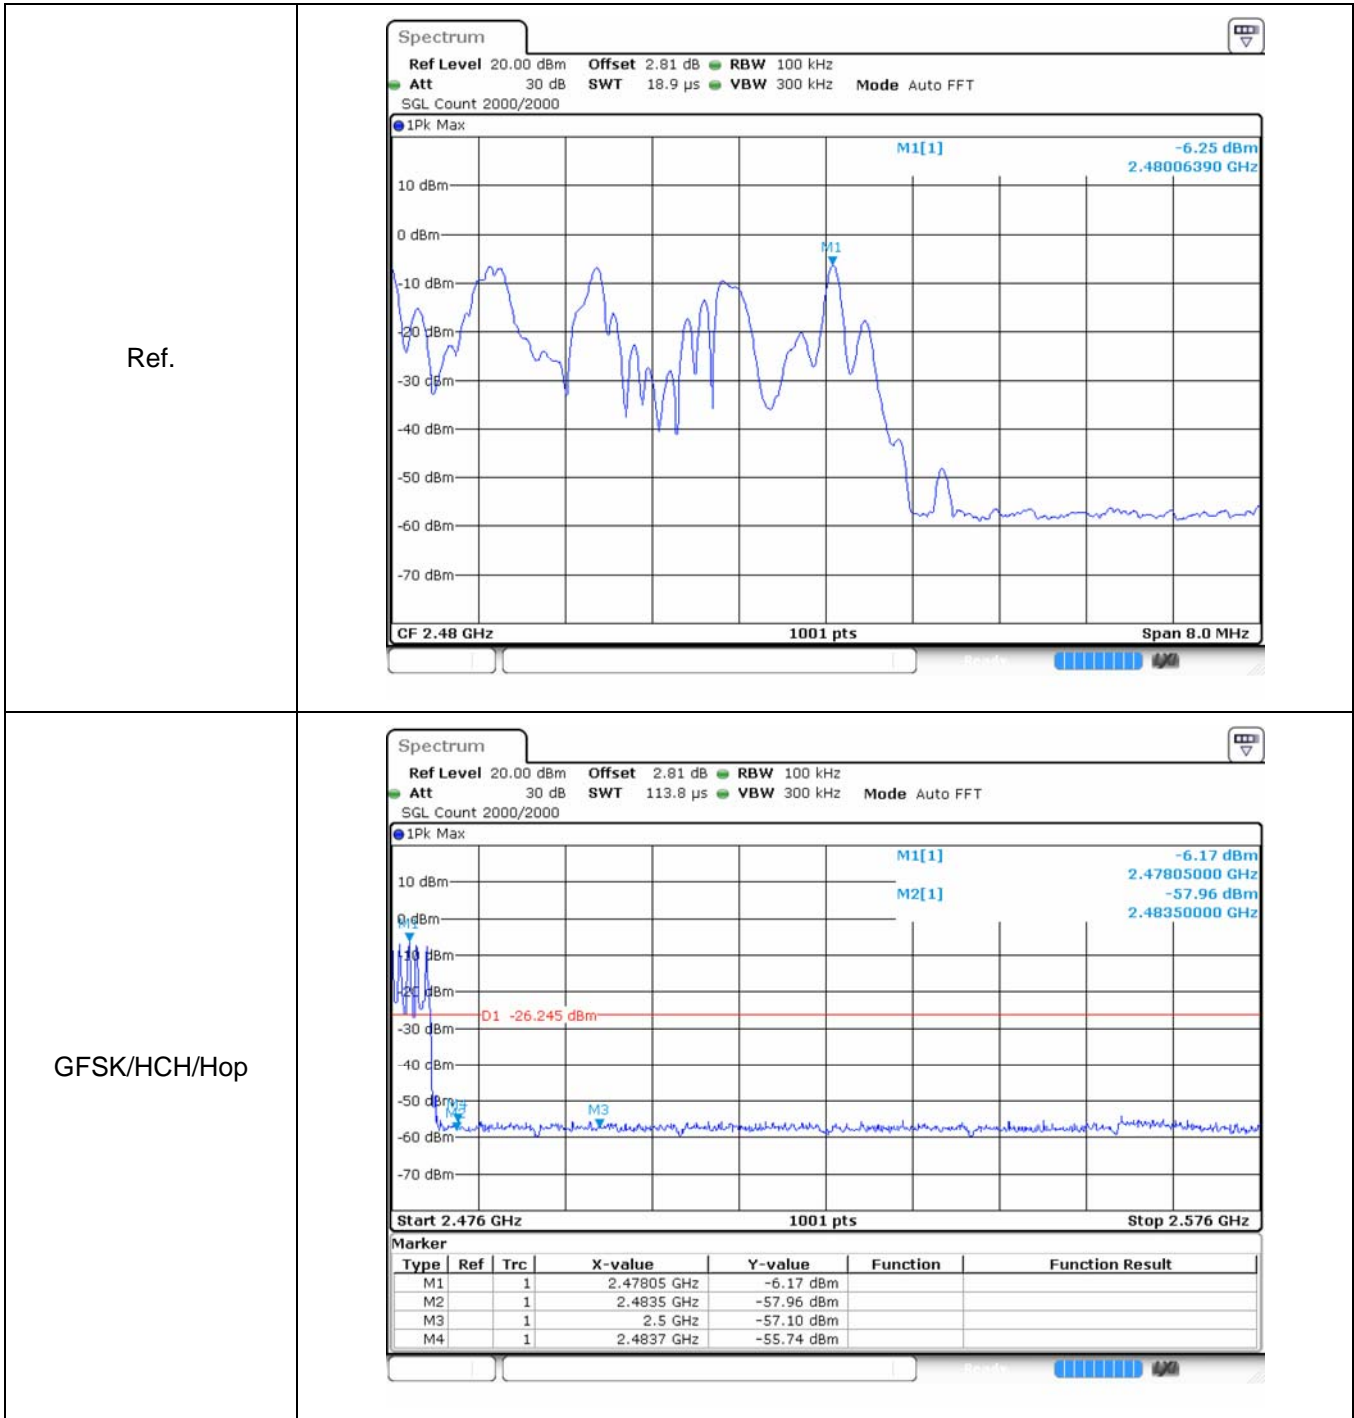 Ref.
Spectrum
Ref Level 20.00 dBm Offset 2.81 dB RBW 100 kHz
Att 30 dB SWT 18.9 µs VBW 300 kHz Mode Auto FFT
SGL Count 2000/2000
1Pk Max
M1[1] -6.25 dBm
2.48006390 GHz
10 dBm
0 dBm
M1
-10 dBm
-20 dBm
-30 dBm
-40 dBm
-50 dBm
-60 dBm
-70 dBm
CF 2.48 GHz 1001 pts Span 8.0 MHz
Ready
GFSK/HCH/Hop
Spectrum
Ref Level 20.00 dBm Offset 2.81 dB RBW 100 kHz
Att 30 dB SWT 113.8 µs VBW 300 kHz Mode Auto FFT
SGL Count 2000/2000
1Pk Max
M1[1] -6.17 dBm
2.47805000 GHz
M2[1] -57.96 dBm
2.48350000 GHz
10 dBm
0 dBm
M1
-10 dBm
-20 dBm
D1 -26.245 dBm
-30 dBm
-40 dBm
-50 dBm
M4
M2
M3
-60 dBm
-70 dBm
Start 2.476 GHz 1001 pts Stop 2.576 GHz
Marker
Type Ref Trc X-value Y-value Function Function Result
M1 1 2.47805 GHz -6.17 dBm
M2 1 2.4835 GHz -57.96 dBm
M3 1 2.5 GHz -57.10 dBm
M4 1 2.4837 GHz -55.74 dBm
Ready